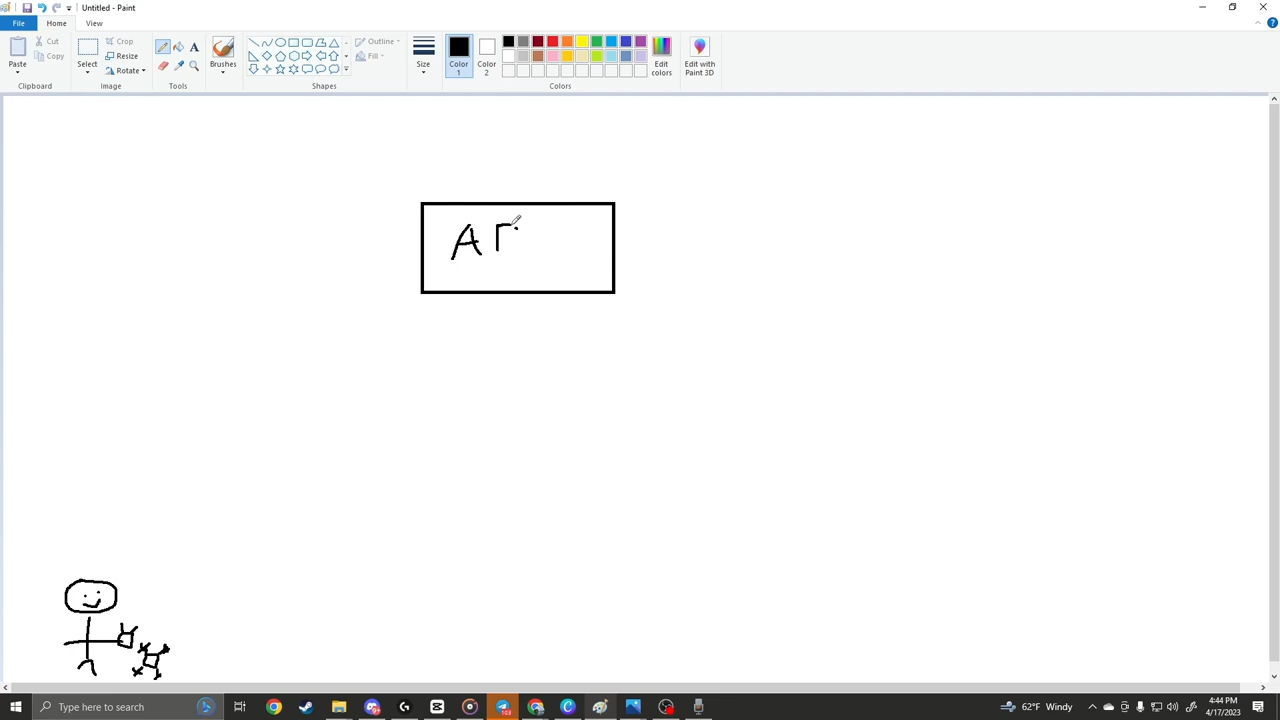 Untitled - Paint
File
Home
View
Paste
Cut
Copy
Clipboard
Select
Crop
Resize
Rotate
Image
A
Tools
Brushes
Outline
Fill
Shapes
Size
Color 1
Color 2
Edit colors
Edit with Paint 3D
Colors
A
Type here to search
103
62°F Windy
4:44 PM
4/17/2023